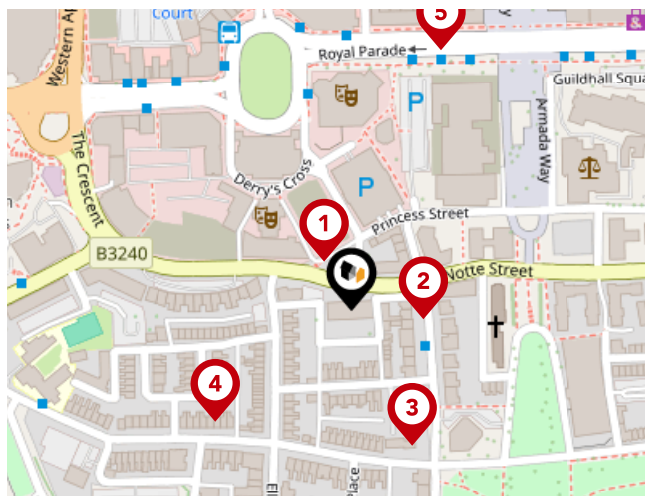 Court
5
Western Ap
Royal Parade←
&
P
Guildhall Squa
Armada Way
The Crescent
Derry's Cross
P
1
Princess Street
B3240
2
Notte Street
4
3
Ell
Place